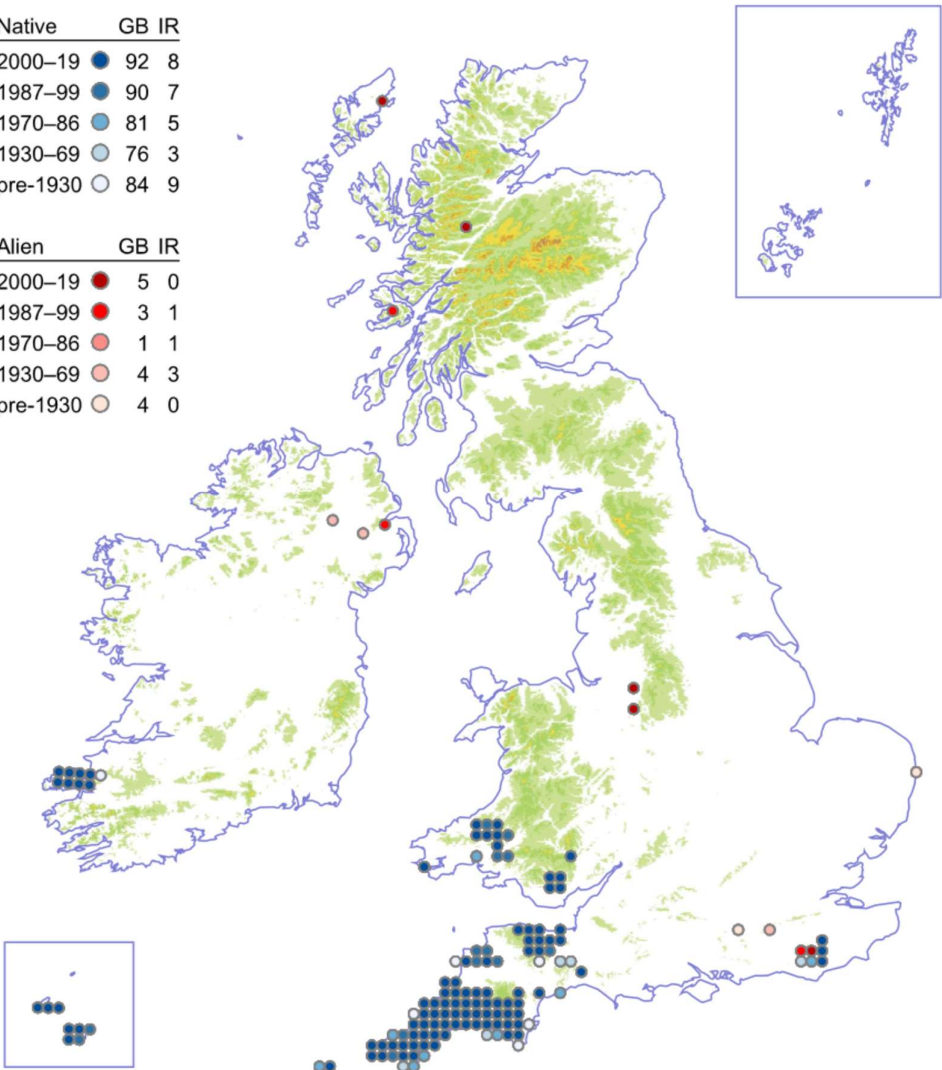 Native GB IR
2000–19 92 8
1987–99 90 7
1970–86 81 5
1930–69 76 3
pre-1930 84 9
Alien GB IR
2000–19 5 0
1987–99 3 1
1970–86 1 1
1930–69 4 3
pre-1930 4 0